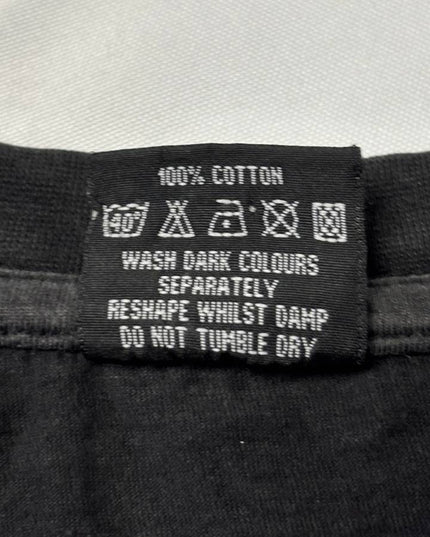 100% COTTON
40°
WASH DARK COLOURS
SEPARATELY
RESHAPE WHILST DAMP
DO NOT TUMBLE DRY